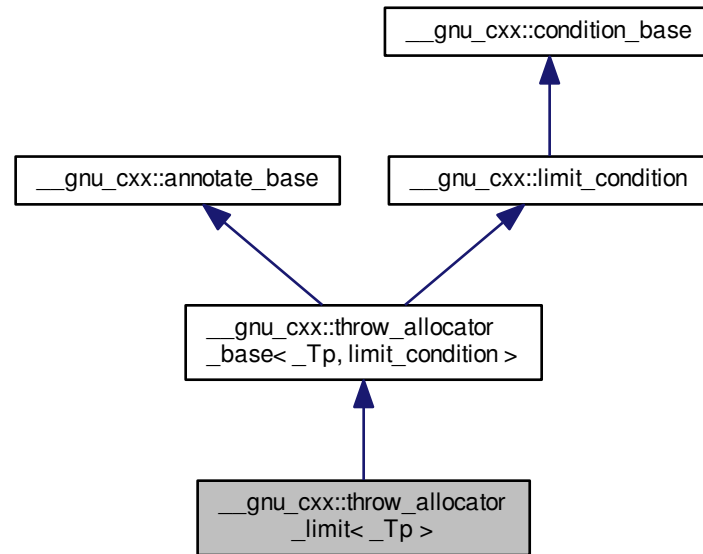 __gnu_cxx::condition_base
__gnu_cxx::annotate_base
__gnu_cxx::limit_condition
__gnu_cxx::throw_allocator
_base< _Tp, limit_condition >
__gnu_cxx::throw_allocator
_limit< _Tp >